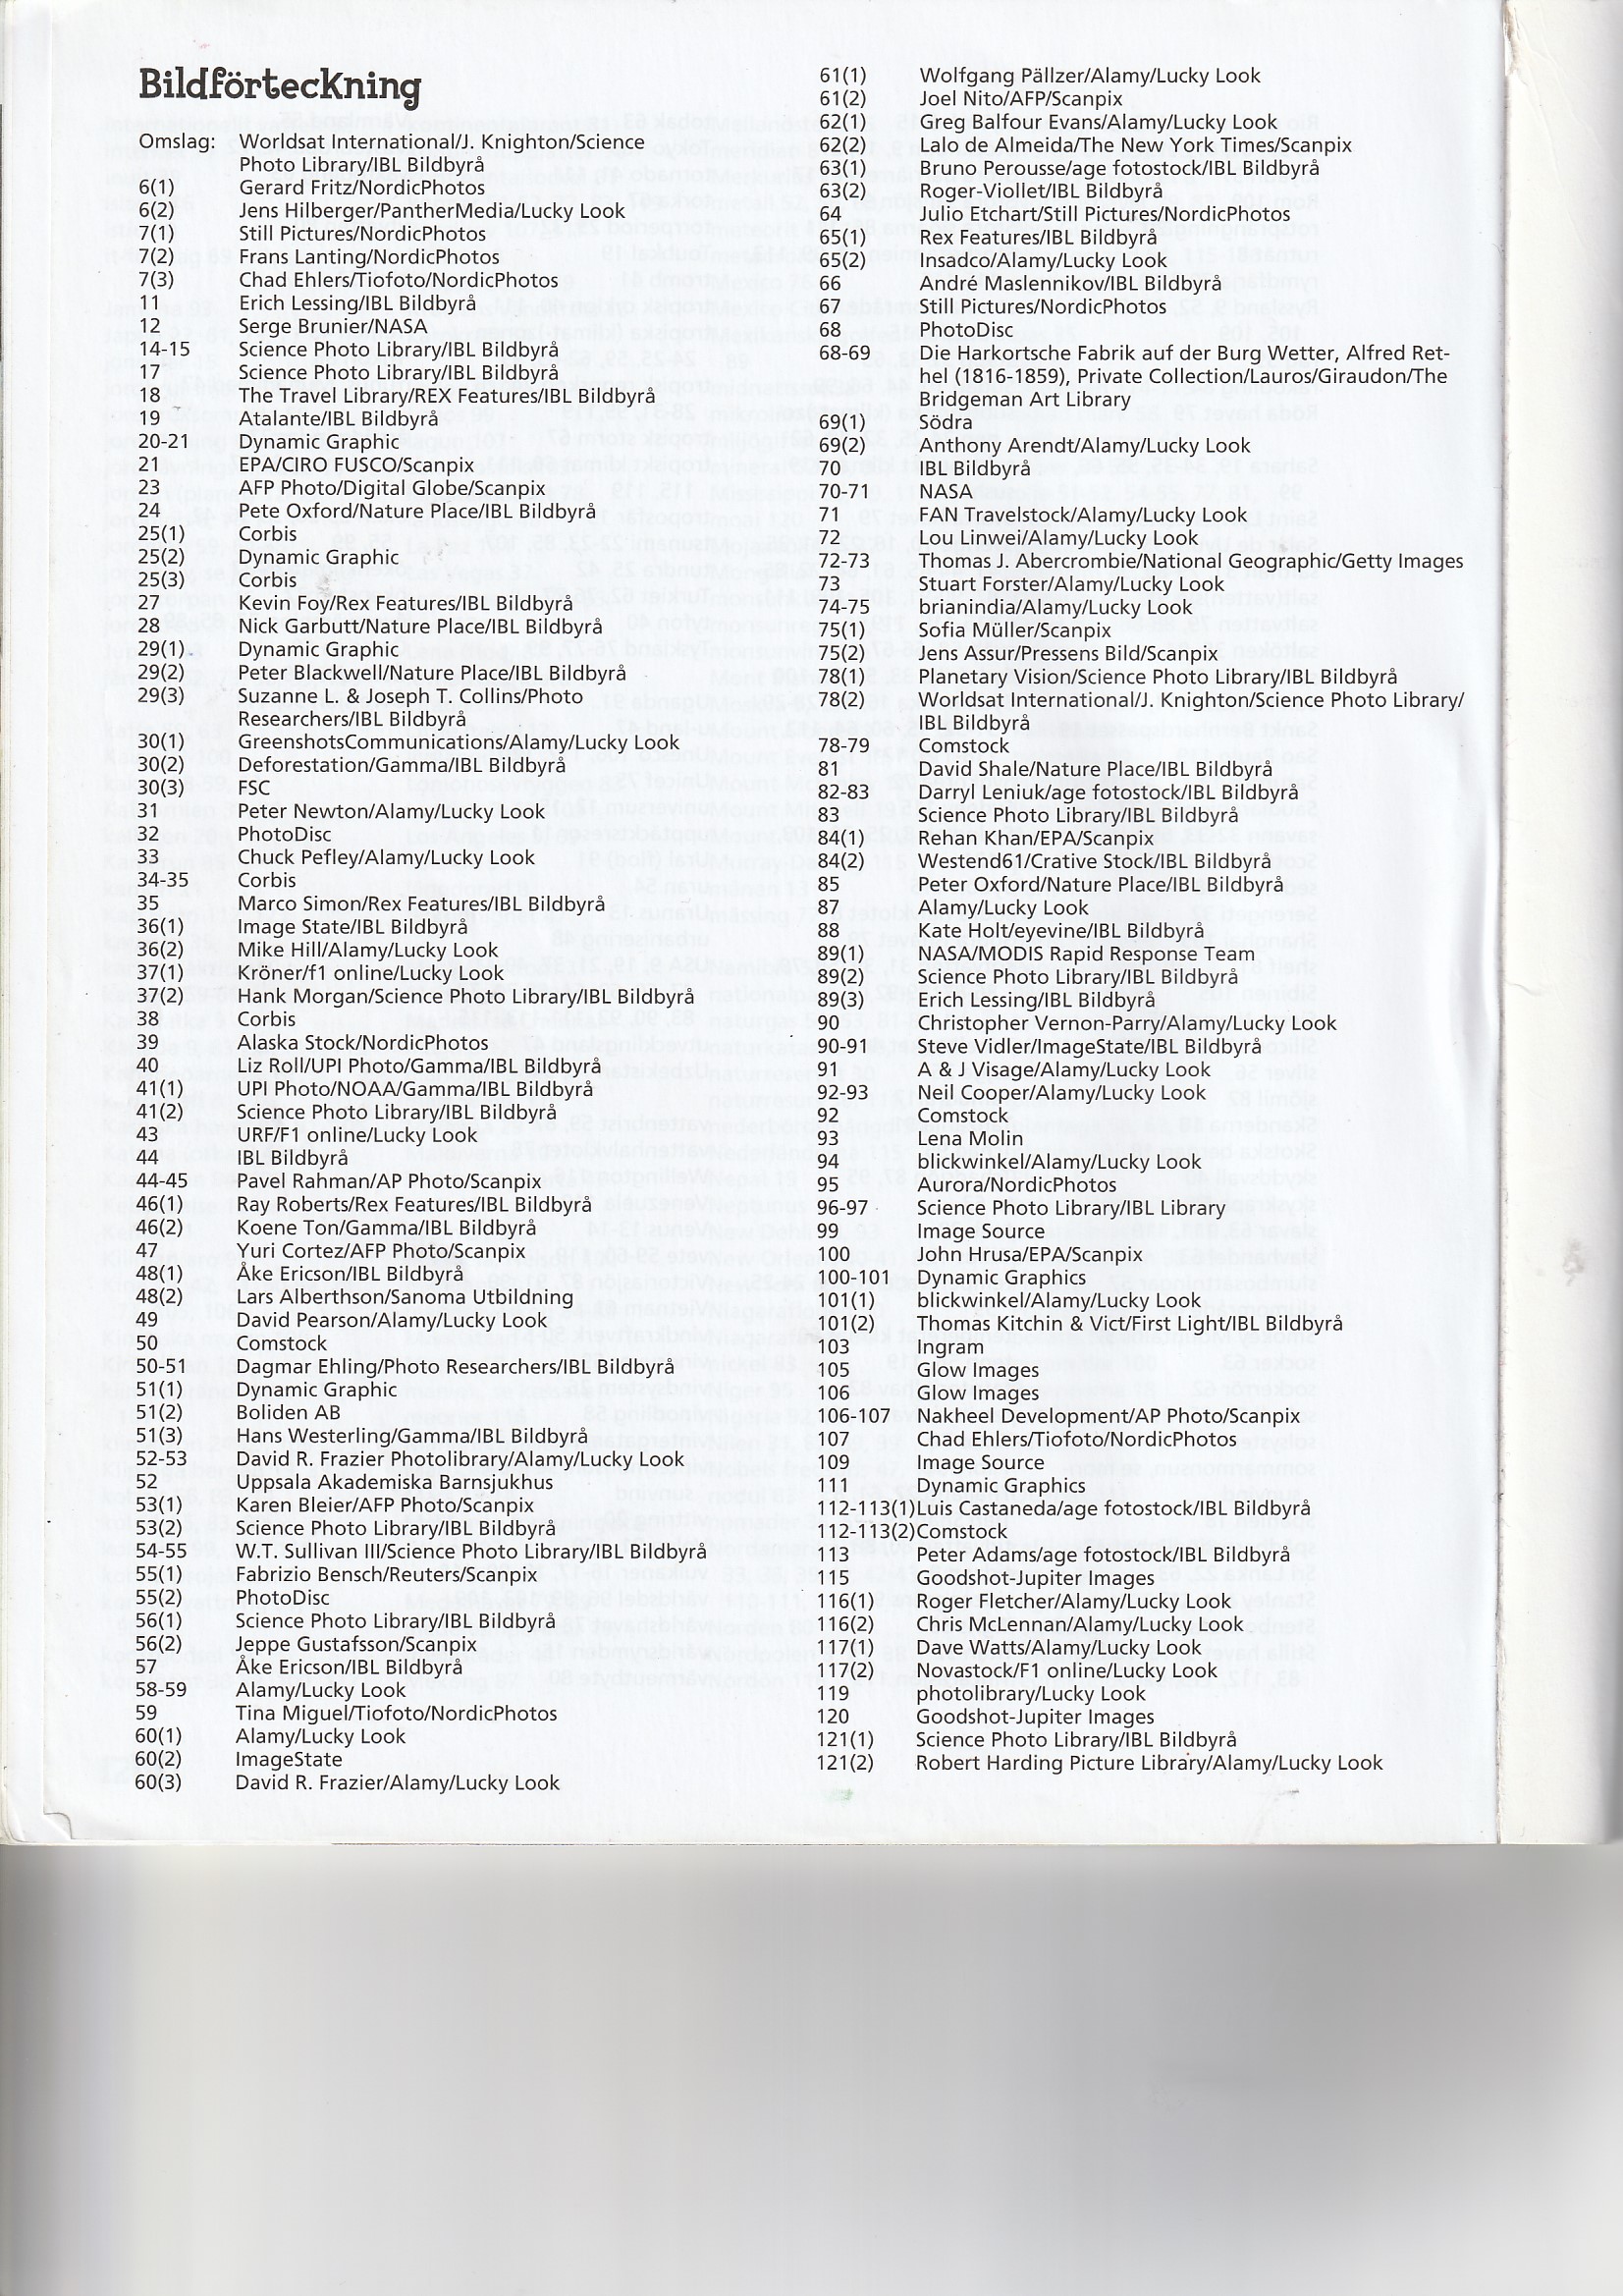 Bildförteckning
Omslag: Worldsat International/J. Knighton/Science
Photo Library/IBL Bildbyrå
6(1) Gerard Fritz/NordicPhotos
6(2) Jens Hilberger/PantherMedia/Lucky Look
7(1) Still Pictures/NordicPhotos
7(2) Frans Lanting/NordicPhotos
7(3) Chad Ehlers/Tiofoto/NordicPhotos
11 Erich Lessing/IBL Bildbyrå
12 Serge Brunier/NASA
14-15 Science Photo Library/IBL Bildbyrå
17 Science Photo Library/IBL Bildbyrå
18 The Travel Library/REX Features/IBL Bildbyrå
19 Atalante/IBL Bildbyrå
20-21 Dynamic Graphic
21 EPA/CIRO FUSCO/Scanpix
23 AFP Photo/Digital Globe/Scanpix
24 Pete Oxford/Nature Place/IBL Bildbyrå
25(1) Corbis
25(2) Dynamic Graphic
25(3) Corbis
27 Kevin Foy/Rex Features/IBL Bildbyrå
28 Nick Garbutt/Nature Place/IBL Bildbyrå
29(1) Dynamic Graphic
29(2) Peter Blackwell/Nature Place/IBL Bildbyrå
29(3) Suzanne L. & Joseph T. Collins/Photo
Researchers/IBL Bildbyrå
30(1) GreenshotsCommunications/Alamy/Lucky Look
30(2) Deforestation/Gamma/IBL Bildbyrå
30(3) FSC
31 Peter Newton/Alamy/Lucky Look
32 PhotoDisc
33 Chuck Pefley/Alamy/Lucky Look
34-35 Corbis
35 Marco Simon/Rex Features/IBL Bildbyrå
36(1) Image State/IBL Bildbyrå
36(2) Mike Hill/Alamy/Lucky Look
37(1) Kröner/f1 online/Lucky Look
37(2) Hank Morgan/Science Photo Library/IBL Bildbyrå
38 Corbis
39 Alaska Stock/NordicPhotos
40 Liz Roll/UPI Photo/Gamma/IBL Bildbyrå
41(1) UPI Photo/NOAA/Gamma/IBL Bildbyrå
41(2) Science Photo Library/IBL Bildbyrå
43 URF/F1 online/Lucky Look
44 IBL Bildbyrå
44-45 Pavel Rahman/AP Photo/Scanpix
46(1) Ray Roberts/Rex Features/IBL Bildbyrå
46(2) Koene Ton/Gamma/IBL Bildbyrå
47 Yuri Cortez/AFP Photo/Scanpix
48(1) Åke Ericson/IBL Bildbyrå
48(2) Lars Alberthson/Sanoma Utbildning
49 David Pearson/Alamy/Lucky Look
50 Comstock
50-51 Dagmar Ehling/Photo Researchers/IBL Bildbyrå
51(1) Dynamic Graphic
51(2) Boliden AB
51(3) Hans Westerling/Gamma/IBL Bildbyrå
52-53 David R. Frazier Photolibrary/Alamy/Lucky Look
52 Uppsala Akademiska Barnsjukhus
53(1) Karen Bleier/AFP Photo/Scanpix
53(2) Science Photo Library/IBL Bildbyrå
54-55 W.T. Sullivan III/Science Photo Library/IBL Bildbyrå
55(1) Fabrizio Bensch/Reuters/Scanpix
55(2) PhotoDisc
56(1) Science Photo Library/IBL Bildbyrå
56(2) Jeppe Gustafsson/Scanpix
57 Åke Ericson/IBL Bildbyrå
58-59 Alamy/Lucky Look
59 Tina Miguel/Tiofoto/NordicPhotos
60(1) Alamy/Lucky Look
60(2) ImageState
60(3) David R. Frazier/Alamy/Lucky Look
61(1) Wolfgang Pällzer/Alamy/Lucky Look
61(2) Joel Nito/AFP/Scanpix
62(1) Greg Balfour Evans/Alamy/Lucky Look
62(2) Lalo de Almeida/The New York Times/Scanpix
63(1) Bruno Perousse/age fotostock/IBL Bildbyrå
63(2) Roger-Viollet/IBL Bildbyrå
64 Julio Etchart/Still Pictures/NordicPhotos
65(1) Rex Features/IBL Bildbyrå
65(2) Insadco/Alamy/Lucky Look
66 André Maslennikov/IBL Bildbyrå
67 Still Pictures/NordicPhotos
68 PhotoDisc
68-69 Die Harkortsche Fabrik auf der Burg Wetter, Alfred Ret-
hel (1816-1859), Private Collection/Lauros/Giraudon/The
Bridgeman Art Library
69(1) Södra
69(2) Anthony Arendt/Alamy/Lucky Look
70 IBL Bildbyrå
70-71 NASA
71 FAN Travelstock/Alamy/Lucky Look
72 Lou Linwei/Alamy/Lucky Look
72-73 Thomas J. Abercrombie/National Geographic/Getty Images
73 Stuart Forster/Alamy/Lucky Look
74-75 brianindia/Alamy/Lucky Look
75(1) Sofia Müller/Scanpix
75(2) Jens Assur/Pressens Bild/Scanpix
78(1) Planetary Vision/Science Photo Library/IBL Bildbyrå
78(2) Worldsat International/J. Knighton/Science Photo Library/
IBL Bildbyrå
78-79 Comstock
81 David Shale/Nature Place/IBL Bildbyrå
82-83 Darryl Leniuk/age fotostock/IBL Bildbyrå
83 Science Photo Library/IBL Bildbyrå
84(1) Rehan Khan/EPA/Scanpix
84(2) Westend61/Crative Stock/IBL Bildbyrå
85 Peter Oxford/Nature Place/IBL Bildbyrå
87 Alamy/Lucky Look
88 Kate Holt/eyevine/IBL Bildbyrå
89(1) NASA/MODIS Rapid Response Team
89(2) Science Photo Library/IBL Bildbyrå
89(3) Erich Lessing/IBL Bildbyrå
90 Christopher Vernon-Parry/Alamy/Lucky Look
90-91 Steve Vidler/ImageState/IBL Bildbyrå
91 A & J Visage/Alamy/Lucky Look
92-93 Neil Cooper/Alamy/Lucky Look
92 Comstock
93 Lena Molin
94 blickwinkel/Alamy/Lucky Look
95 Aurora/NordicPhotos
96-97 Science Photo Library/IBL Library
99 Image Source
100 John Hrusa/EPA/Scanpix
100-101 Dynamic Graphics
101(1) blickwinkel/Alamy/Lucky Look
101(2) Thomas Kitchin & Vict/First Light/IBL Bildbyrå
103 Ingram
105 Glow Images
106 Glow Images
106-107 Nakheel Development/AP Photo/Scanpix
107 Chad Ehlers/Tiofoto/NordicPhotos
109 Image Source
111 Dynamic Graphics
112-113(1) Luis Castaneda/age fotostock/IBL Bildbyrå
112-113(2) Comstock
113 Peter Adams/age fotostock/IBL Bildbyrå
115 Goodshot-Jupiter Images
116(1) Roger Fletcher/Alamy/Lucky Look
116(2) Chris McLennan/Alamy/Lucky Look
117(1) Dave Watts/Alamy/Lucky Look
117(2) Novastock/F1 online/Lucky Look
119 photolibrary/Lucky Look
120 Goodshot-Jupiter Images
121(1) Science Photo Library/IBL Bildbyrå
121(2) Robert Harding Picture Library/Alamy/Lucky Look